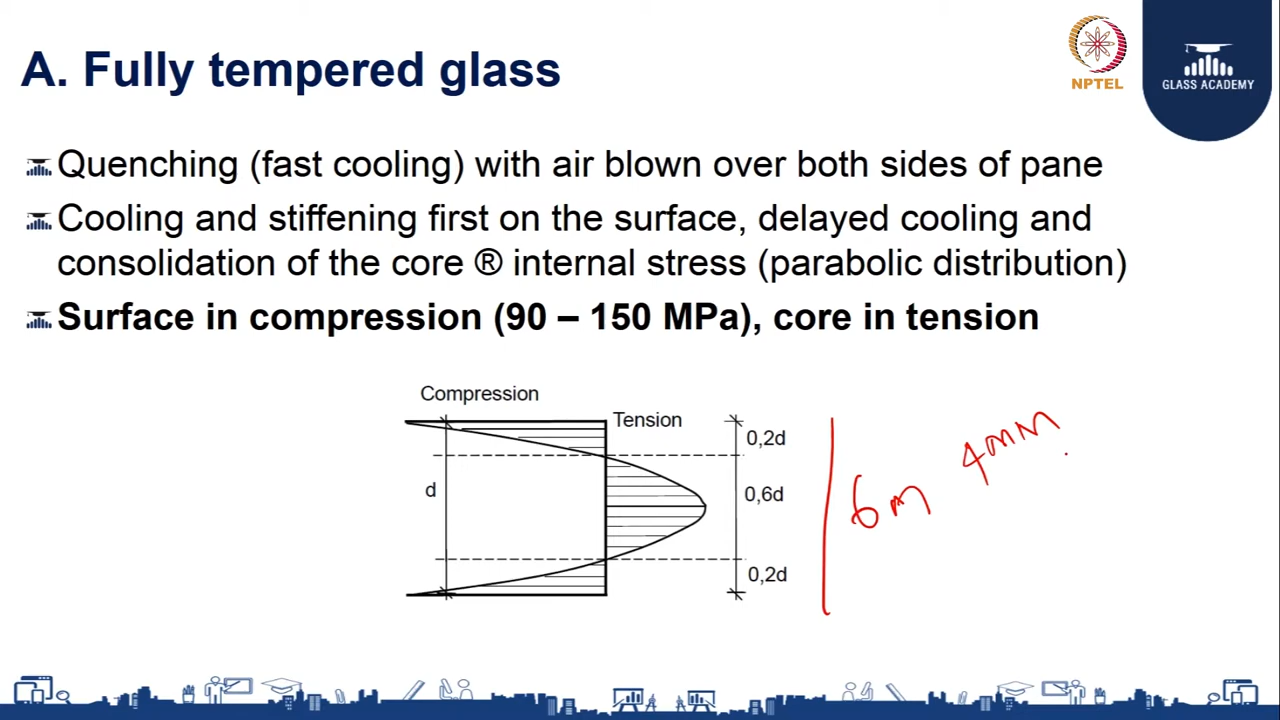 A. Fully tempered glass
NPTEL
GLASS ACADEMY
Quenching (fast cooling) with air blown over both sides of pane
Cooling and stiffening first on the surface, delayed cooling and
consolidation of the core ® internal stress (parabolic distribution)
Surface in compression (90 – 150 MPa), core in tension
Compression
Tension
0,2d
d
0,6d
0,2d
6m
4mm